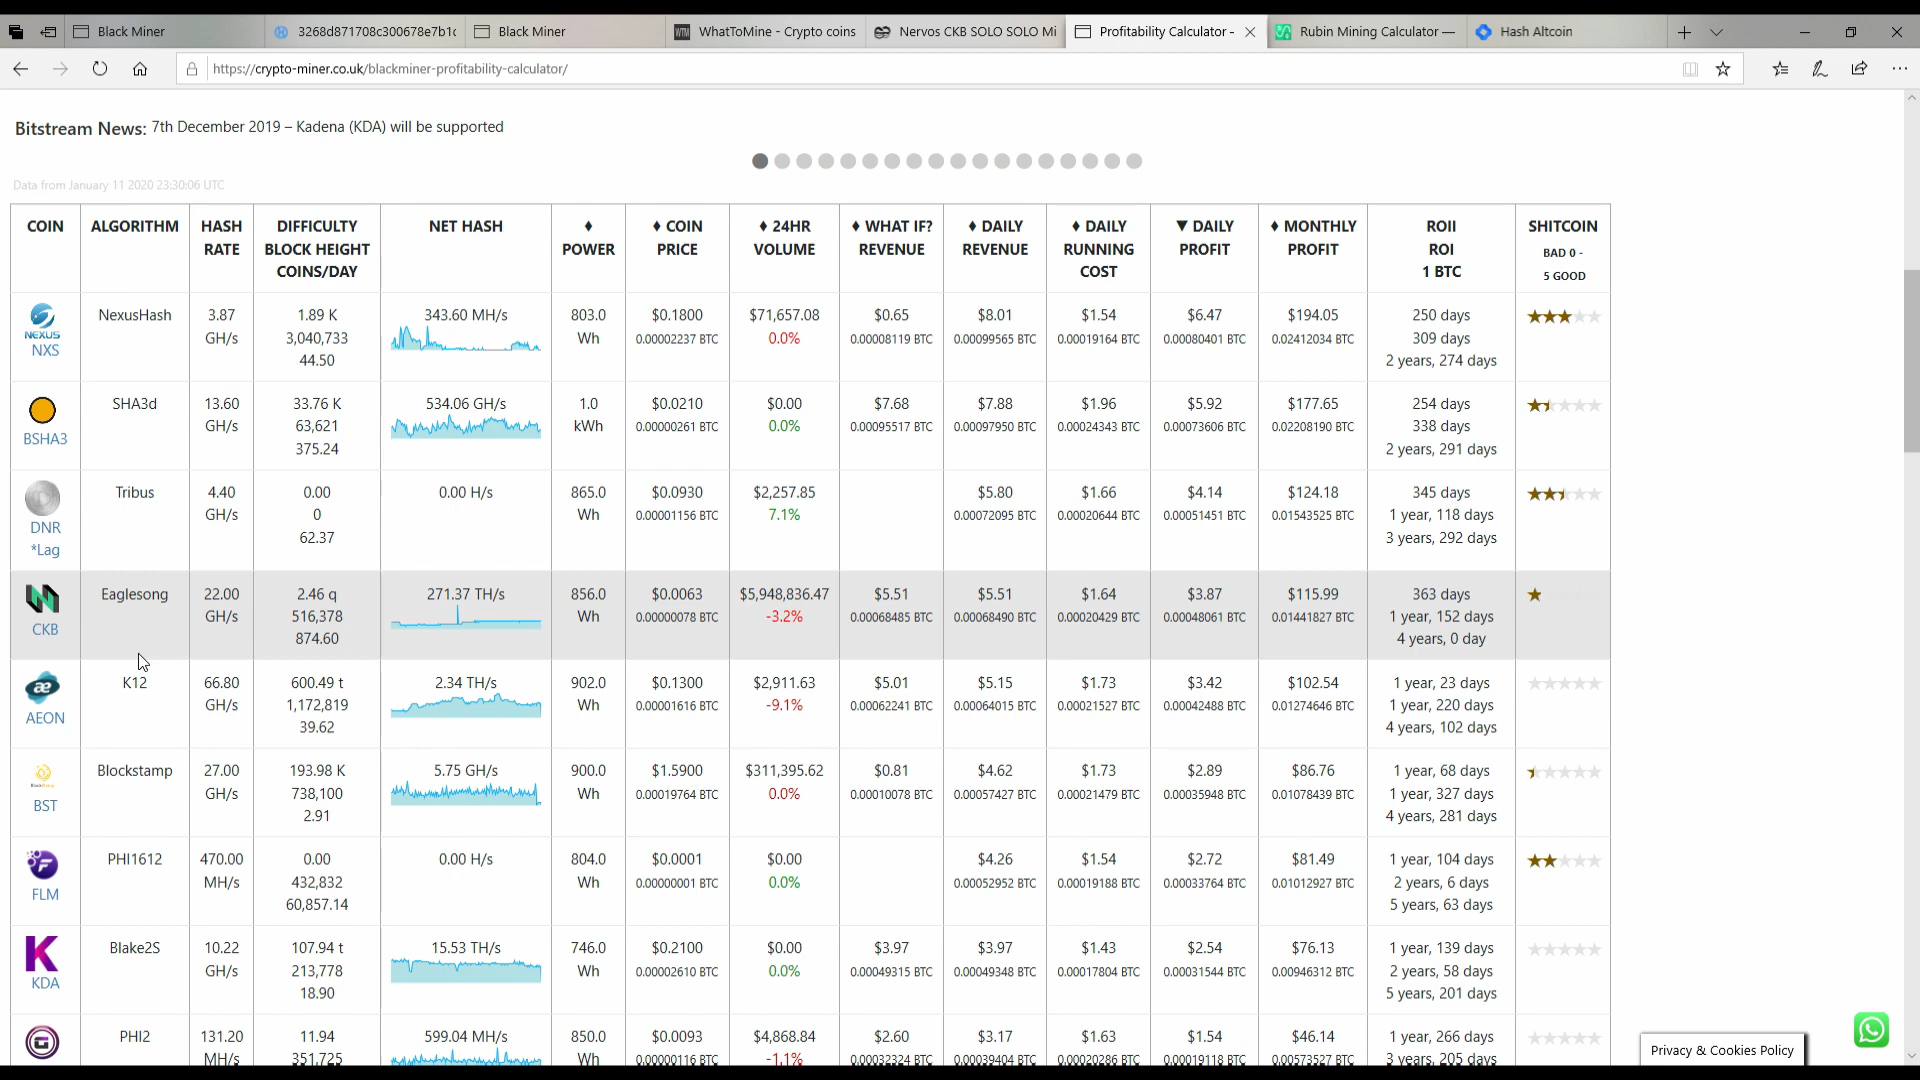 Black Miner
3268d871708c300678e7b1c
Black Miner
WhatToMine - Crypto coins
Nervos CKB SOLO SOLO Mi
Profitability Calculator -
Rubin Mining Calculator —
Hash Altcoin
https://crypto-miner.co.uk/blackminer-profitability-calculator/
Bitstream News: 7th December 2019 – Kadena (KDA) will be supported
Data from January 11 2020 23:30:06 UTC
COIN ALGORITHM HASH RATE DIFFICULTY BLOCK HEIGHT COINS/DAY NET HASH ♦ POWER ♦ COIN PRICE ♦ 24HR VOLUME ♦ WHAT IF? REVENUE ♦ DAILY REVENUE ♦ DAILY RUNNING COST ▼ DAILY PROFIT ♦ MONTHLY PROFIT ROII ROI 1 BTC SHITCOIN BAD 0 - 5 GOOD
NexusHash 3.87 1.89 K 343.60 MH/s 803.0 $0.1800 $71,657.08 $0.65 $8.01 $1.54 $6.47 $194.05 250 days
NEXUS GH/s 3,040,733 Wh 0.00002237 BTC 0.0% 0.00008119 BTC 0.00099565 BTC 0.00019164 BTC 0.00080401 BTC 0.02412034 BTC 309 days
NXS 44.50 2 years, 274 days
SHA3d 13.60 33.76 K 534.06 GH/s 1.0 $0.0210 $0.00 $7.68 $7.88 $1.96 $5.92 $177.65 254 days
GH/s 63,621 kWh 0.00000261 BTC 0.0% 0.00095517 BTC 0.00097950 BTC 0.00024343 BTC 0.00073606 BTC 0.02208190 BTC 338 days
BSHA3 375.24 2 years, 291 days
Tribus 4.40 0.00 0.00 H/s 865.0 $0.0930 $2,257.85 $5.80 $1.66 $4.14 $124.18 345 days
GH/s 0 Wh 0.00001156 BTC 7.1% 0.00072095 BTC 0.00020644 BTC 0.00051451 BTC 0.01543525 BTC 1 year, 118 days
DNR 62.37 3 years, 292 days
*Lag
Eaglesong 22.00 2.46 q 271.37 TH/s 856.0 $0.0063 $5,948,836.47 $5.51 $5.51 $1.64 $3.87 $115.99 363 days
GH/s 516,378 Wh 0.00000078 BTC -3.2% 0.00068485 BTC 0.00068490 BTC 0.00020429 BTC 0.00048061 BTC 0.01441827 BTC 1 year, 152 days
CKB 874.60 4 years, 0 day
K12 66.80 600.49 t 2.34 TH/s 902.0 $0.1300 $2,911.63 $5.01 $5.15 $1.73 $3.42 $102.54 1 year, 23 days
GH/s 1,172,819 Wh 0.00001616 BTC -9.1% 0.00062241 BTC 0.00064015 BTC 0.00021527 BTC 0.00042488 BTC 0.01274646 BTC 1 year, 220 days
AEON 39.62 4 years, 102 days
Blockstamp 27.00 193.98 K 5.75 GH/s 900.0 $1.5900 $311,395.62 $0.81 $4.62 $1.73 $2.89 $86.76 1 year, 68 days
GH/s 738,100 Wh 0.00019764 BTC 0.0% 0.00010078 BTC 0.00057427 BTC 0.00021479 BTC 0.00035948 BTC 0.01078439 BTC 1 year, 327 days
BST 2.91 4 years, 281 days
PHI1612 470.00 0.00 0.00 H/s 804.0 $0.0001 $0.00 $4.26 $1.54 $2.72 $81.49 1 year, 104 days
MH/s 432,832 Wh 0.00000001 BTC 0.0% 0.00052952 BTC 0.00019188 BTC 0.00033764 BTC 0.01012927 BTC 2 years, 6 days
FLM 60,857.14 5 years, 63 days
Blake2S 10.22 107.94 t 15.53 TH/s 746.0 $0.2100 $0.00 $3.97 $3.97 $1.43 $2.54 $76.13 1 year, 139 days
GH/s 213,778 Wh 0.00002610 BTC 0.0% 0.00049315 BTC 0.00049348 BTC 0.00017804 BTC 0.00031544 BTC 0.00946312 BTC 2 years, 58 days
KDA 18.90 5 years, 201 days
PHI2 131.20 11.94 599.04 MH/s 850.0 $0.0093 $4,868.84 $2.60 $3.17 $1.63 $1.54 $46.14 1 year, 266 days
MH/s 351,725 Wh 0.00000116 BTC -1.1% 0.00032324 BTC 0.00039404 BTC 0.00020286 BTC 0.00019118 BTC 0.00573527 BTC 3 years, 205 days
Privacy & Cookies Policy